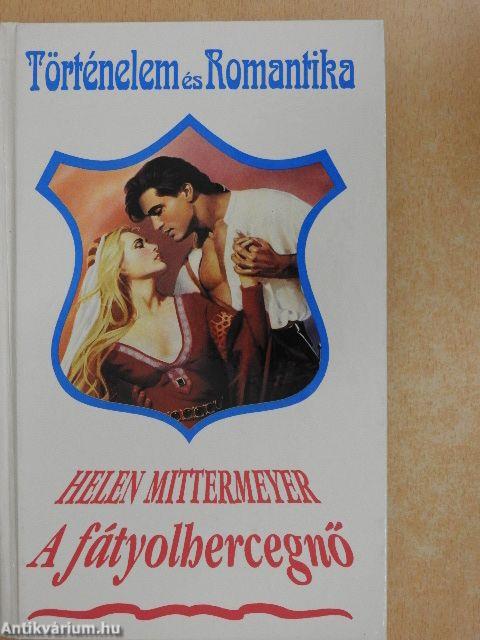 Történelem és Romantika
HELEN MITTERMEYER
A fátyolhercegnő
Antikvárium.hu